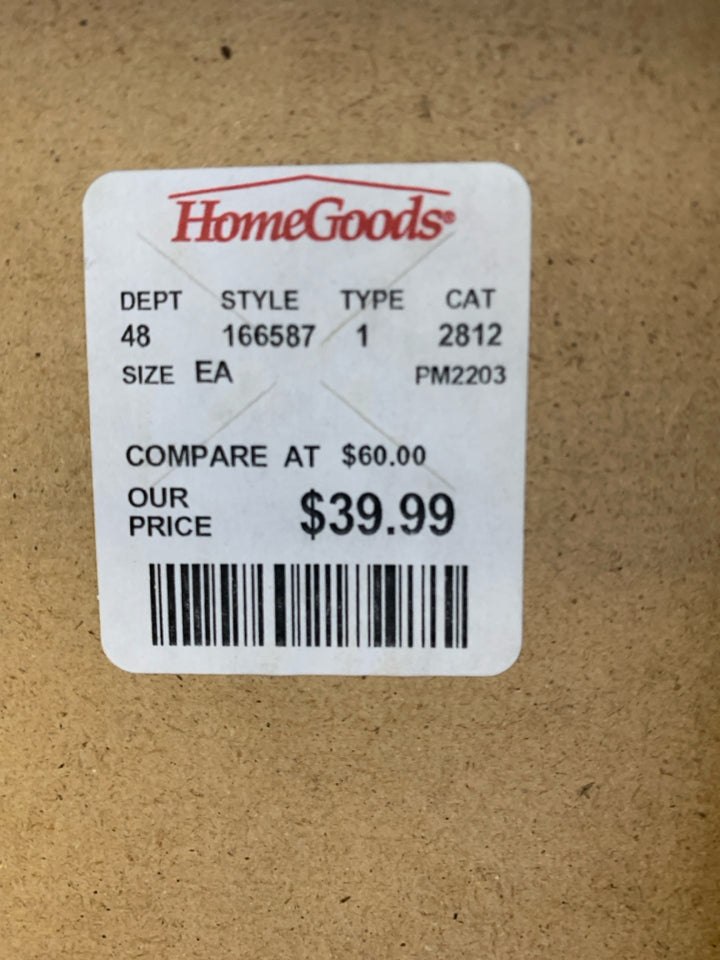 HomeGoods®
DEPT STYLE TYPE CAT
48 166587 1 2812
SIZE EA PM2203
COMPARE AT $60.00
OUR
PRICE $39.99